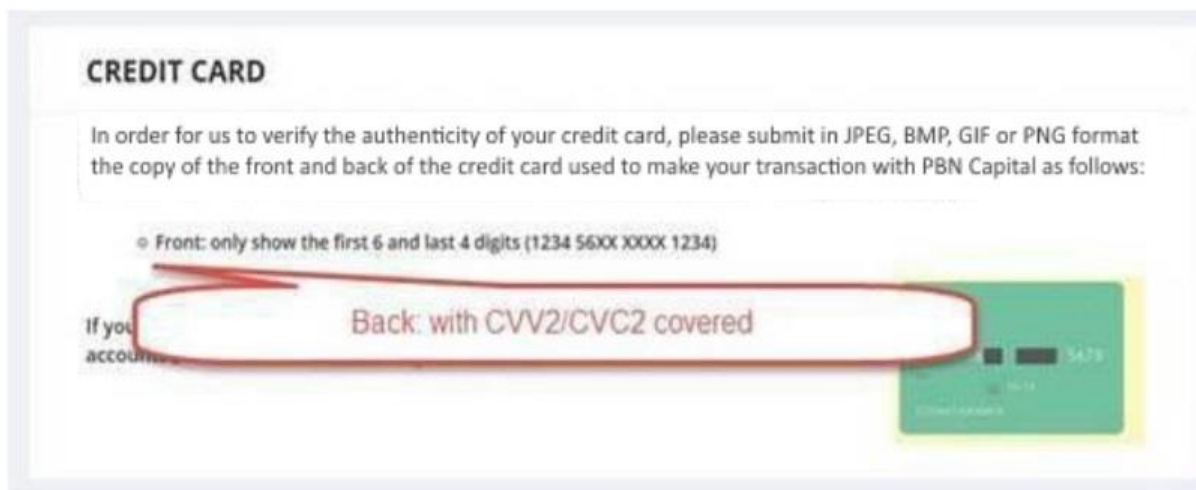 CREDIT CARD
In order for us to verify the authenticity of your credit card, please submit in JPEG, BMP, GIF or PNG format
the copy of the front and back of the credit card used to make your transaction with PBN Capital as follows:
Front: only show the first 6 and last 4 digits (1234 56XX XXXX 1234)
Back: with CVV2/CVC2 covered
If you
5678